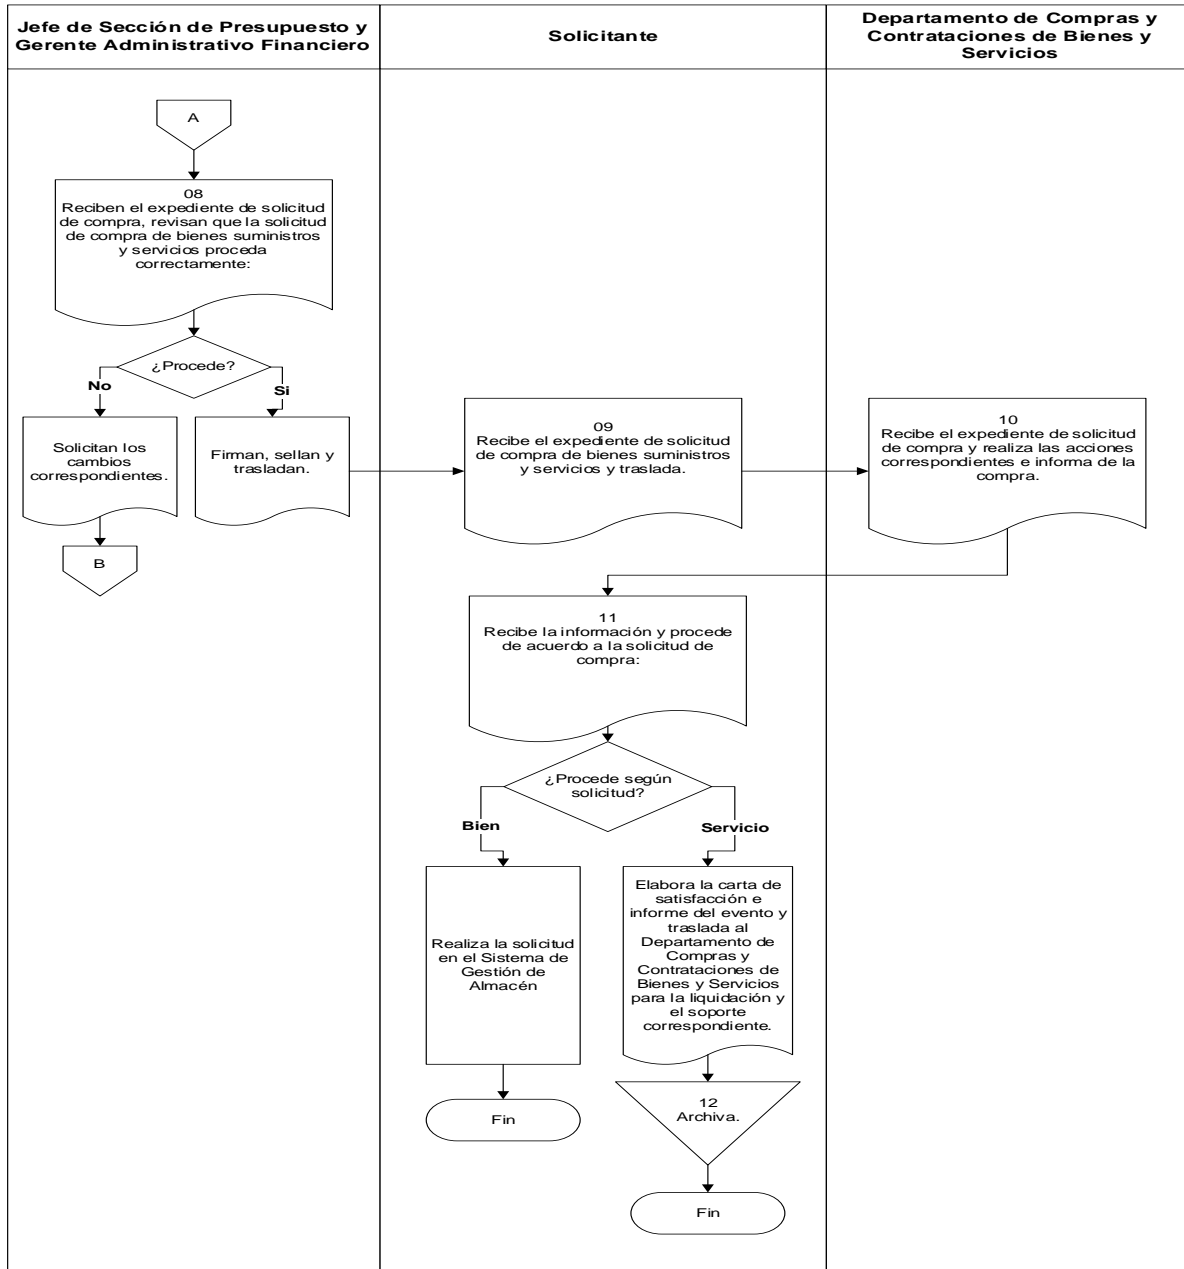 Jefe de Sección de Presupuesto y
Gerente Administrativo Financiero
Solicitante
Departamento de Compras y
Contrataciones de Bienes y
Servicios
A
08
Reciben el expediente de solicitud
de compra, revisan que la solicitud
de compra de bienes suministros
y servicios proceda
correctamente:
¿Procede?
No
Si
Solicitan los
cambios
correspondientes.
Firman, sellan y
trasladan.
B
09
Recibe el expediente de solicitud
de compra de bienes suministros
y servicios y traslada.
10
Recibe el expediente de solicitud
de compra y realiza las acciones
correspondientes e informa de la
compra.
11
Recibe la información y procede
de acuerdo a la solicitud de
compra:
¿Procede según
solicitud?
Bien
Servicio
Realiza la solicitud
en el Sistema de
Gestión de
Almacén
Fin
Elabora la carta de
satisfacción e
informe del evento y
traslada al
Departamento de
Compras y
Contrataciones de
Bienes y Servicios
para la liquidación y
el soporte
correspondiente.
12
Archiva.
Fin